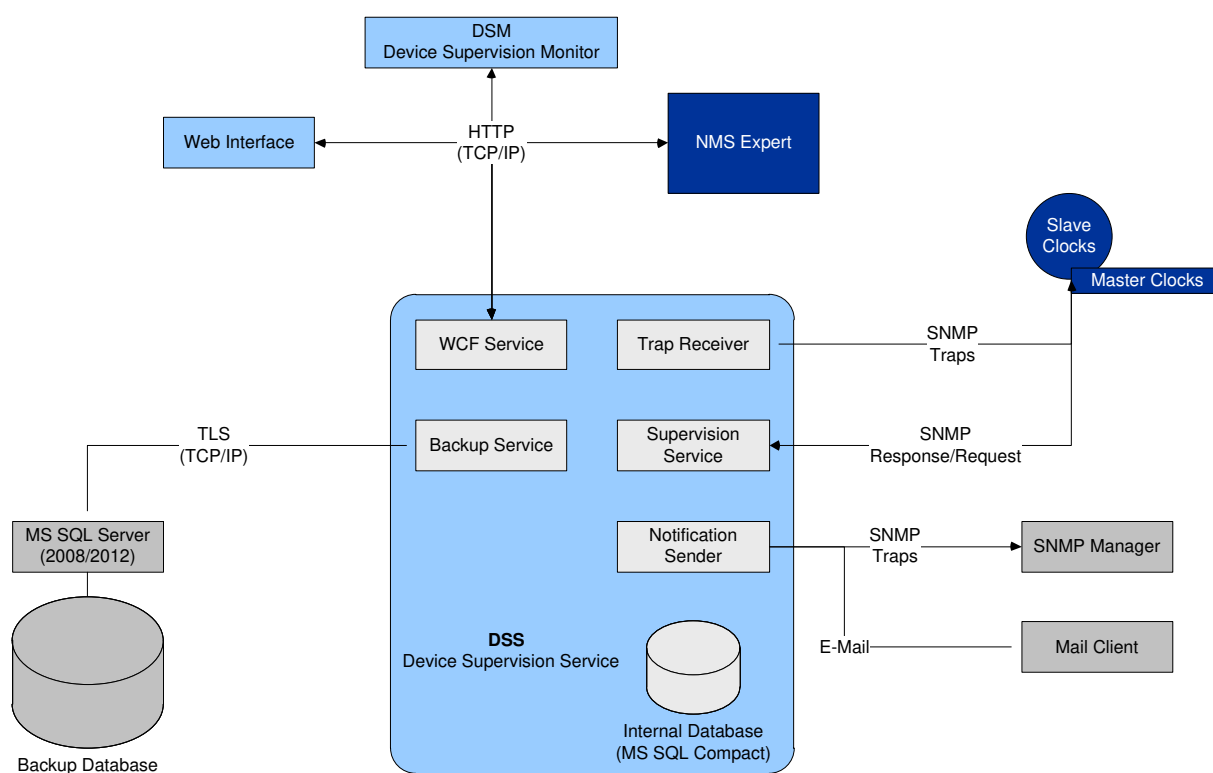 DSM
Device Supervision Monitor
Web Interface
HTTP
(TCP/IP)
NMS Expert
Slave
Clocks
Master Clocks
WCF Service
Trap Receiver
SNMP
Traps
TLS
(TCP/IP)
Backup Service
Supervision
Service
SNMP
Response/Request
MS SQL Server
(2008/2012)
Notification
Sender
SNMP
Traps
SNMP Manager
DSS
Device Supervision Service
E-Mail
Mail Client
Internal Database
(MS SQL Compact)
Backup Database